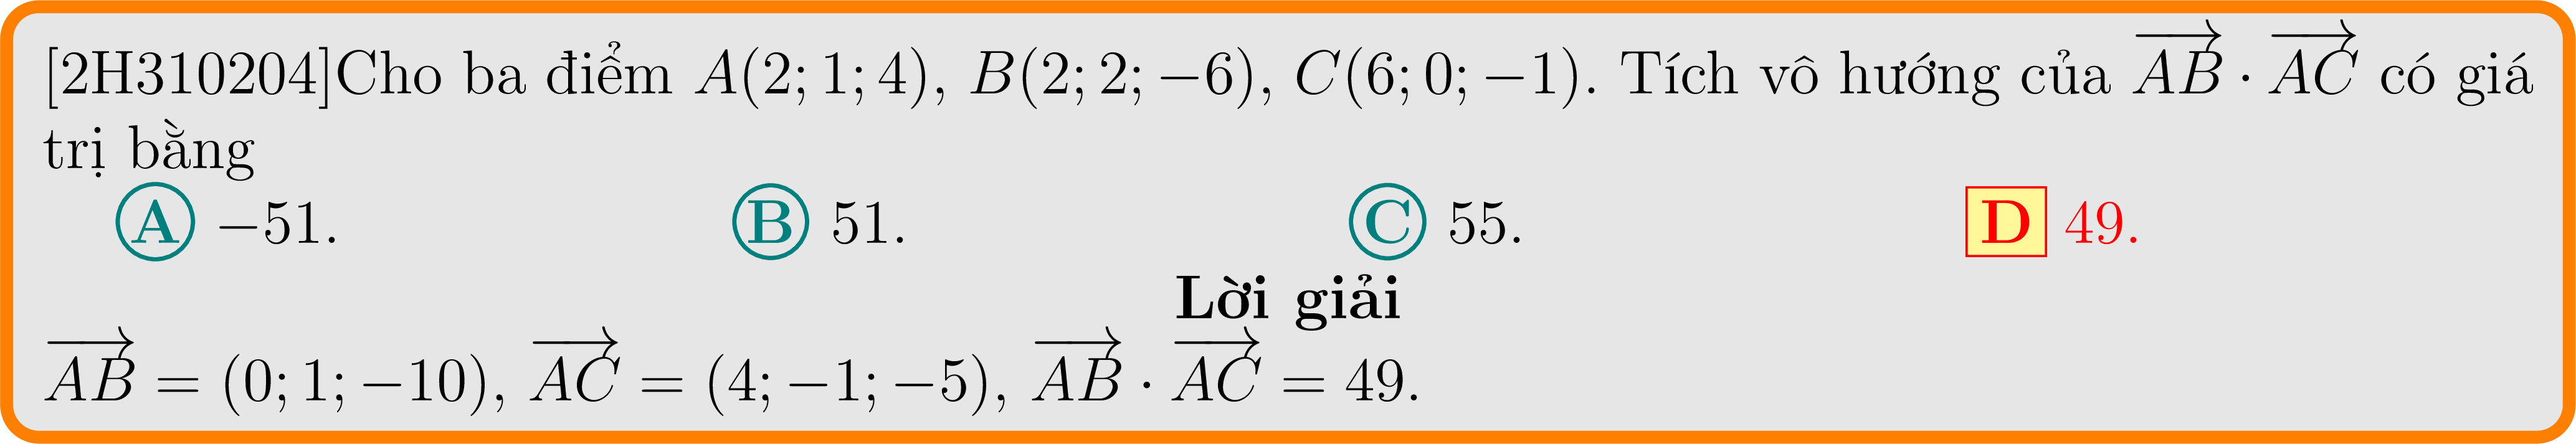 [2H310204]Cho ba điểm A(2; 1; 4), B(2; 2; −6), C(6; 0; −1). Tích vô hướng của $\overrightarrow{AB} \cdot \overrightarrow{AC}$ có giá
trị bằng
A −51. B 51. C 55. D 49.
Lời giải
$\overrightarrow{AB}$ = (0; 1; −10), $\overrightarrow{AC}$ = (4; −1; −5), $\overrightarrow{AB} \cdot \overrightarrow{AC}$ = 49.